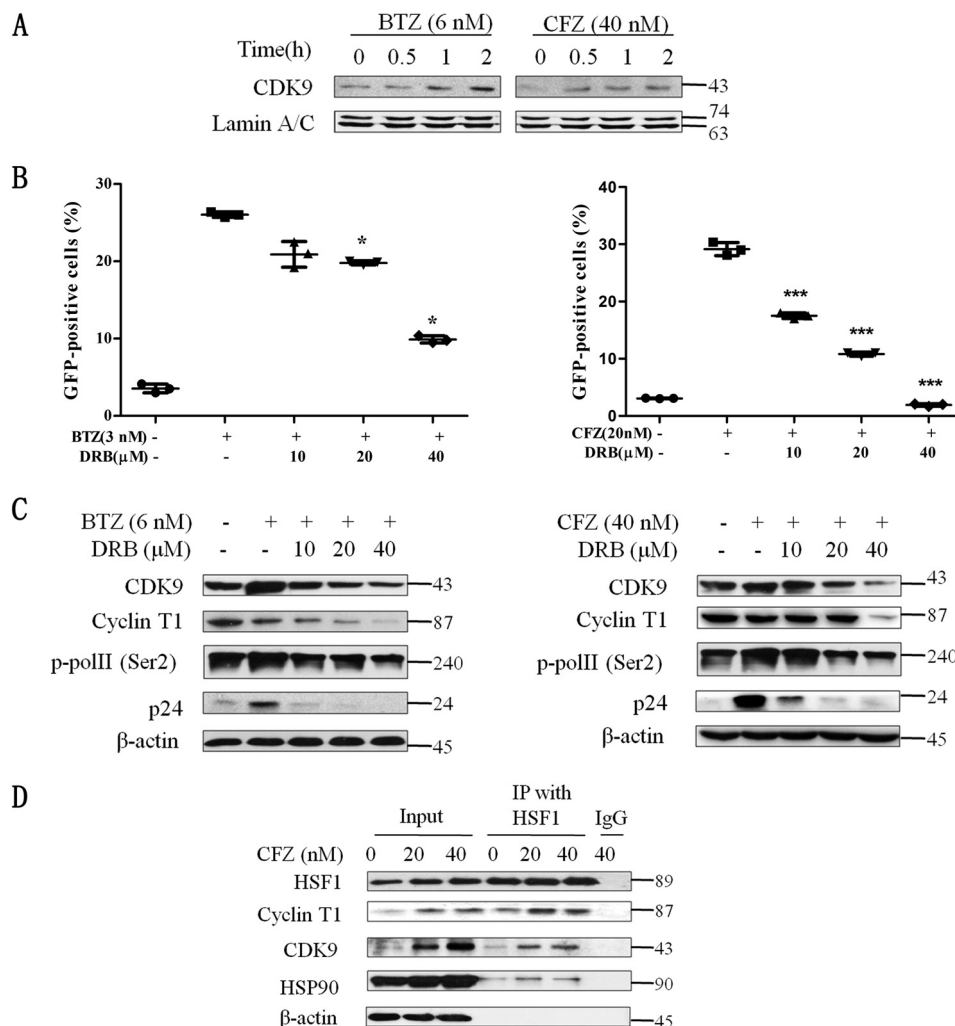 A
BTZ (6 nM) CFZ (40 nM)
Time(h) 0 0.5 1 2 0 0.5 1 2
CDK9 43
Lamin A/C 74
63
B
GFP-positive cells (%)
30
20
10
0
* *
BTZ(3 nM) - + + + +
DRB(µM) - - 10 20 40
GFP-positive cells (%)
40
30
20
10
0
*** *** ***
CFZ(20nM) - + + + +
DRB(µM) - - 10 20 40
C
BTZ (6 nM) - + + + +
DRB (µM) - - 10 20 40
CDK9 43
Cyclin T1 87
p-polII (Ser2) 240
p24 24
β-actin 45
CFZ (40 nM) - + + + +
DRB (µM) - - 10 20 40
CDK9 43
Cyclin T1 87
p-polII (Ser2) 240
p24 24
β-actin 45
D
Input IP with HSF1 IgG
CFZ (nM) 0 20 40 0 20 40 40
HSF1 89
Cyclin T1 87
CDK9 43
HSP90 90
β-actin 45